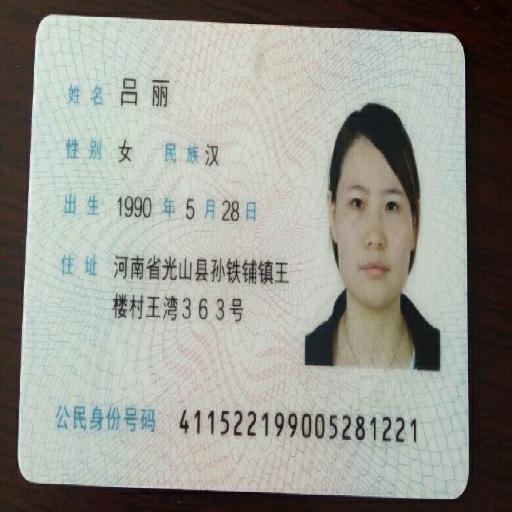 姓名 吕丽
性别 女 民族 汉
出生 1990 年 5 月 28 日
住址 河南省光山县孙铁铺镇王
楼村王湾363号
公民身份号码 411522199005281221